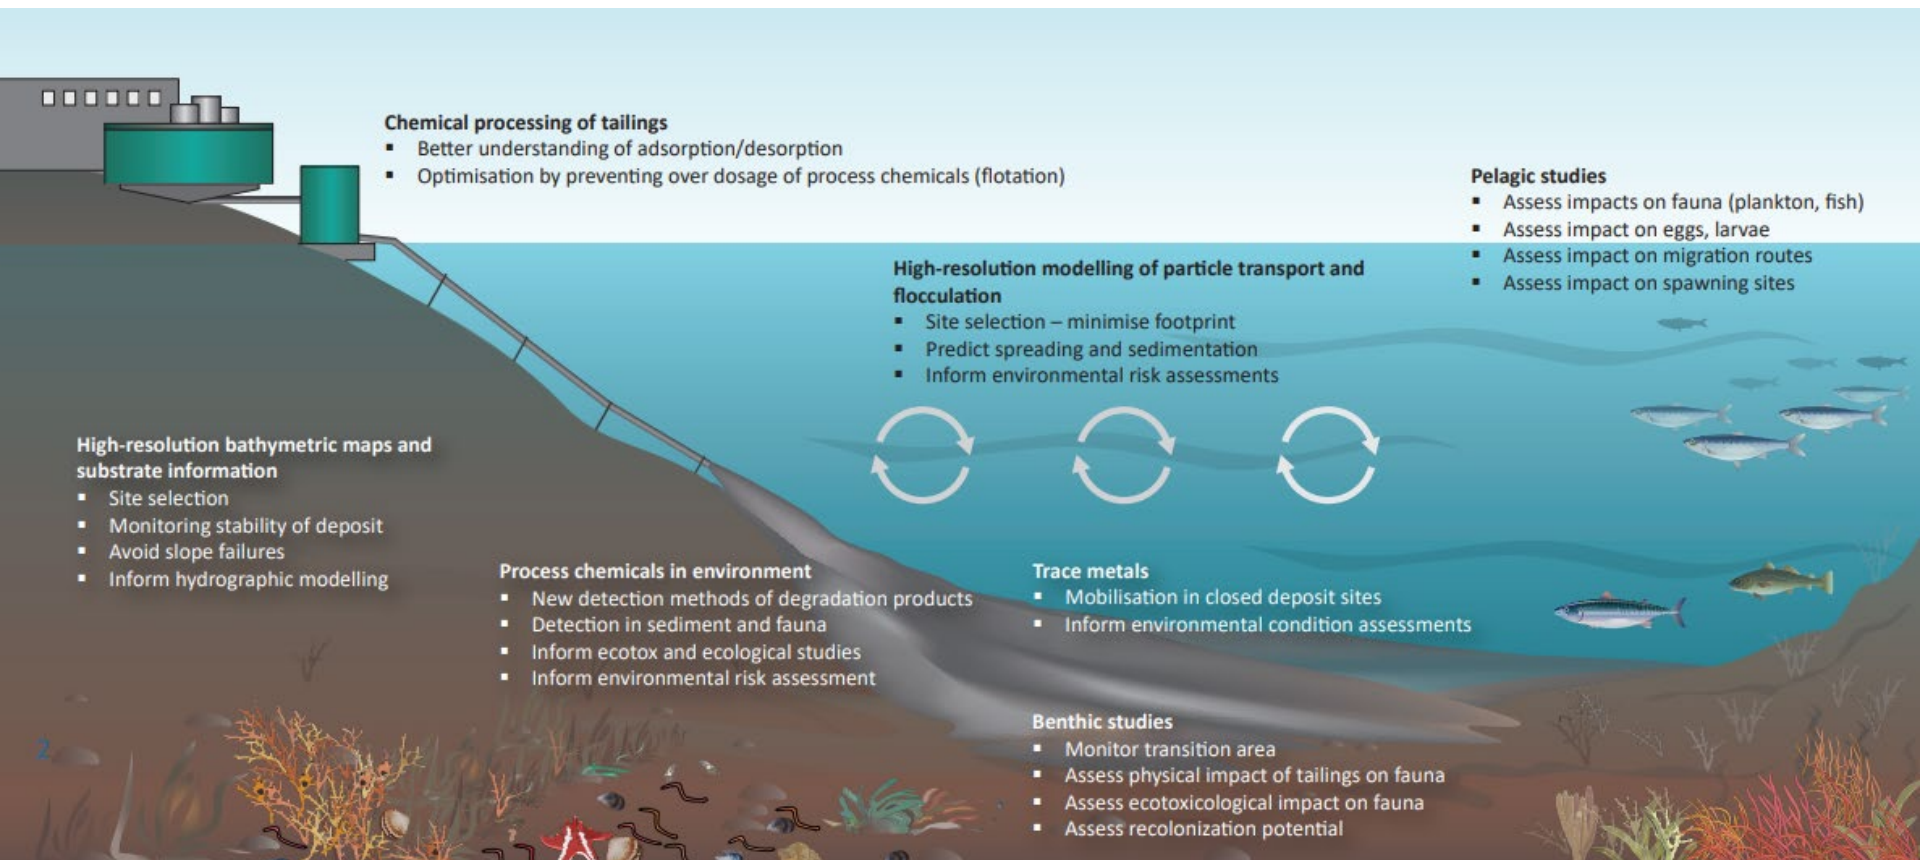 Chemical processing of tailings
▪ Better understanding of adsorption/desorption
▪ Optimisation by preventing over dosage of process chemicals (flotation)
Pelagic studies
▪ Assess impacts on fauna (plankton, fish)
▪ Assess impact on eggs, larvae
▪ Assess impact on migration routes
▪ Assess impact on spawning sites
High-resolution modelling of particle transport and
flocculation
▪ Site selection – minimise footprint
▪ Predict spreading and sedimentation
▪ Inform environmental risk assessments
High-resolution bathymetric maps and
substrate information
▪ Site selection
▪ Monitoring stability of deposit
▪ Avoid slope failures
▪ Inform hydrographic modelling
Process chemicals in environment
▪ New detection methods of degradation products
▪ Detection in sediment and fauna
▪ Inform ecotox and ecological studies
▪ Inform environmental risk assessment
Trace metals
▪ Mobilisation in closed deposit sites
▪ Inform environmental condition assessments
Benthic studies
▪ Monitor transition area
▪ Assess physical impact of tailings on fauna
▪ Assess ecotoxicological impact on fauna
▪ Assess recolonization potential
2